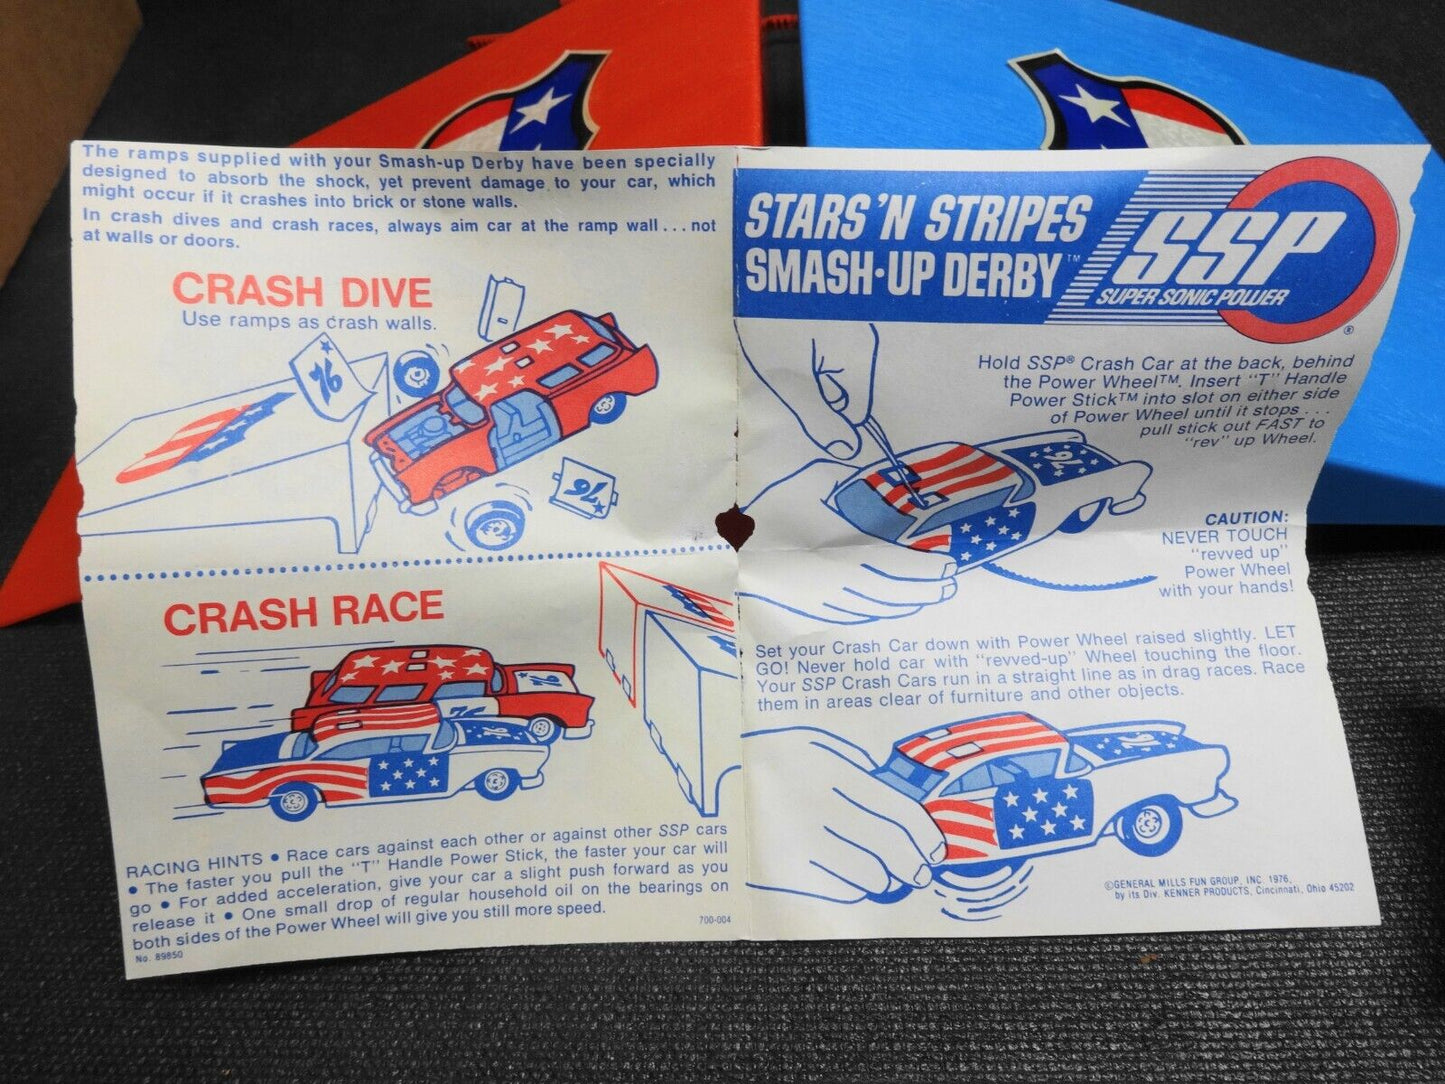 The ramps supplied with your Smash-up Derby have been specially
designed to absorb the shock, yet prevent damage to your car, which
might occur if it crashes into brick or stone walls.
In crash dives and crash races, always aim car at the ramp wall . . . not
at walls or doors.
CRASH DIVE
Use ramps as crash walls.
76
76
CRASH RACE
76
76
RACING HINTS • Race cars against each other or against other SSP cars
• The faster you pull the "T" Handle Power Stick, the faster your car will
go • For added acceleration, give your car a slight push forward as you
release it • One small drop of regular household oil on the bearings on
both sides of the Power Wheel will give you still more speed.
No. 89850
700-004
STARS 'N STRIPES
SMASH-UP DERBY™
SSP
SUPER SONIC POWER
®
Hold SSP® Crash Car at the back, behind
the Power Wheel™. Insert "T" Handle
Power Stick™ into slot on either side
of Power Wheel until it stops . . .
pull stick out FAST to
"rev" up Wheel.
76
CAUTION:
NEVER TOUCH
"revved up"
Power Wheel
with your hands!
Set your Crash Car down with Power Wheel raised slightly. LET
GO! Never hold car with "revved-up" Wheel touching the floor.
Your SSP Crash Cars run in a straight line as in drag races. Race
them in areas clear of furniture and other objects.
©GENERAL MILLS FUN GROUP, INC. 1976,
by its Div. KENNER PRODUCTS, Cincinnati, Ohio 45202